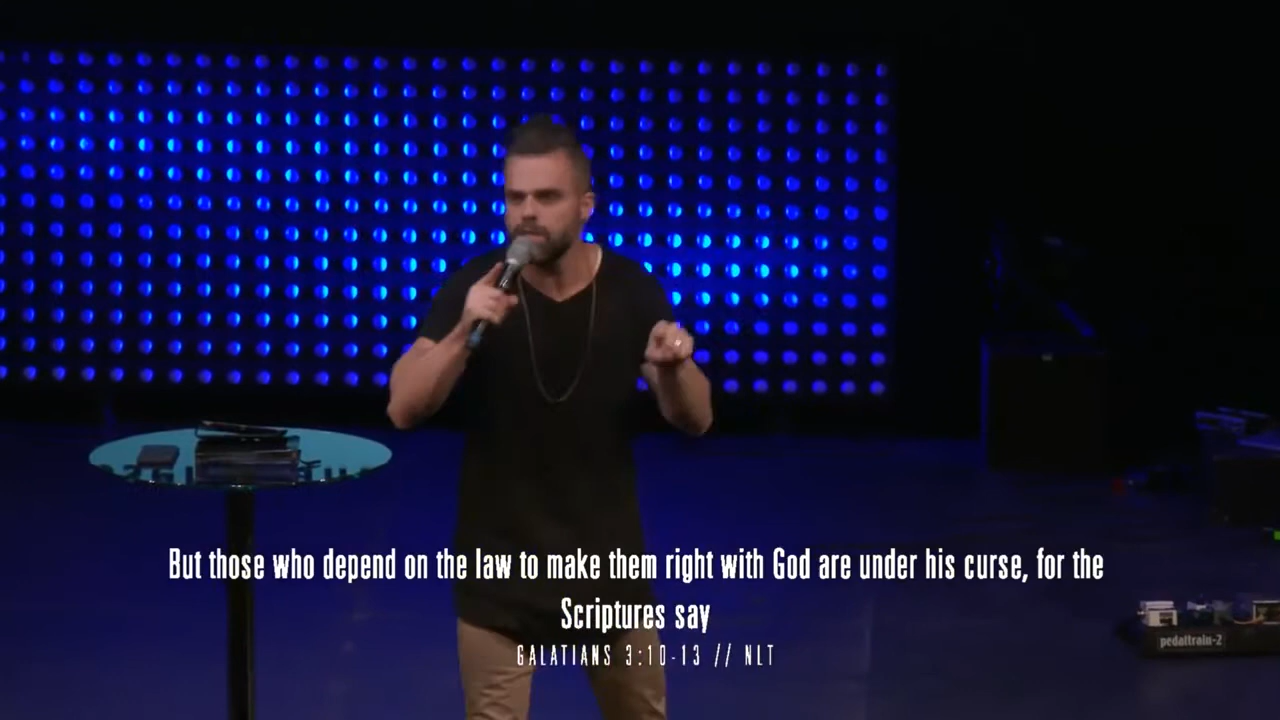 But those who depend on the law to make them right with God are under his curse, for the
Scriptures say
GALATIANS 3:10-13 // NLT
pedaltrain-2